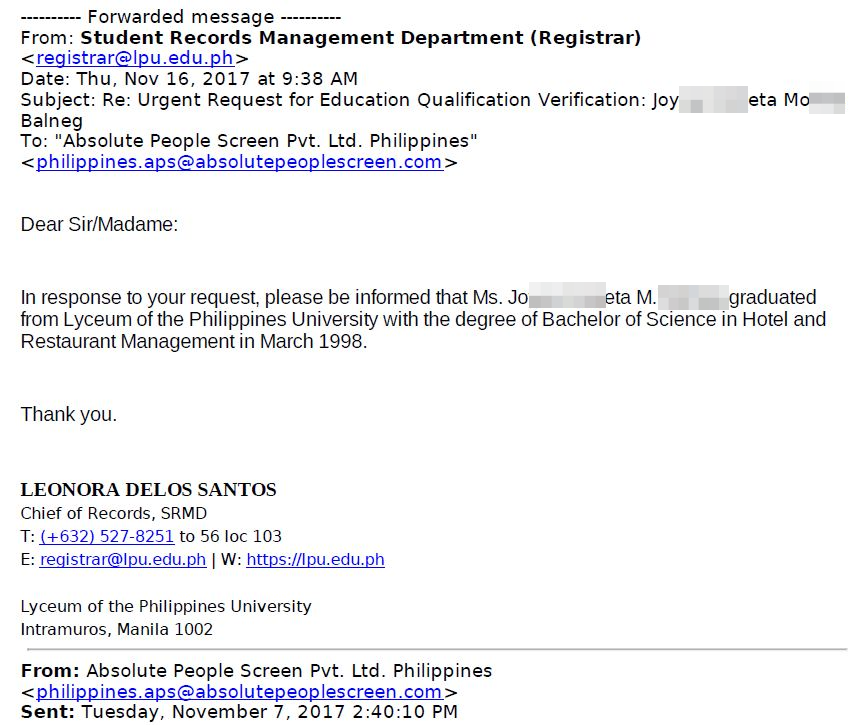 ---------- Forwarded message ----------
From: Student Records Management Department (Registrar)
<registrar@lpu.edu.ph>
Date: Thu, Nov 16, 2017 at 9:38 AM
Subject: Re: Urgent Request for Education Qualification Verification: Joy eta Mo
Balneg
To: "Absolute People Screen Pvt. Ltd. Philippines"
<philippines.aps@absolutepeoplescreen.com>
Dear Sir/Madame:
In response to your request, please be informed that Ms. Jo eta M. graduated
from Lyceum of the Philippines University with the degree of Bachelor of Science in Hotel and
Restaurant Management in March 1998.
Thank you.
LEONORA DELOS SANTOS
Chief of Records, SRMD
T: (+632) 527-8251 to 56 loc 103
E: registrar@lpu.edu.ph | W: https://lpu.edu.ph
Lyceum of the Philippines University
Intramuros, Manila 1002
From: Absolute People Screen Pvt. Ltd. Philippines
<philippines.aps@absolutepeoplescreen.com>
Sent: Tuesday, November 7, 2017 2:40:10 PM